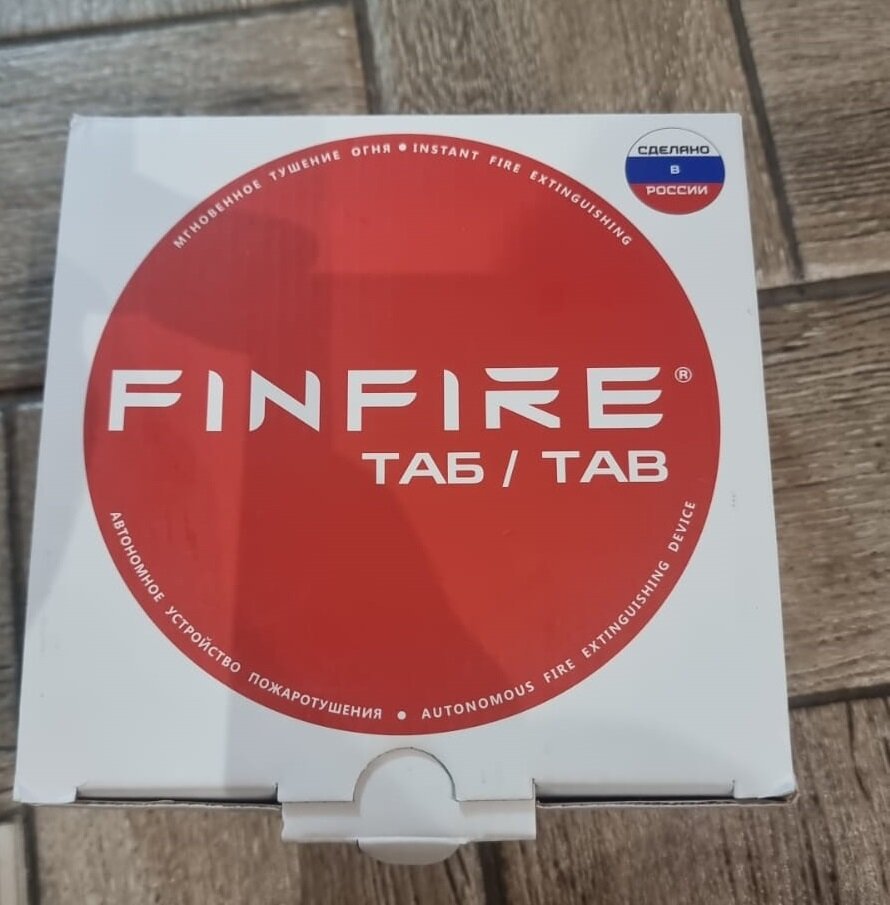 МГНОВЕННОЕ ТУШЕНИЕ ОГНЯ • INSTANT FIRE EXTINGUISHING
СДЕЛАНО
В
РОССИИ
FINFIRE®
ТАБ / TAB
АВТОНОМНОЕ УСТРОЙСТВО ПОЖАРОТУШЕНИЯ • AUTONOMOUS FIRE EXTINGUISHING DEVICE